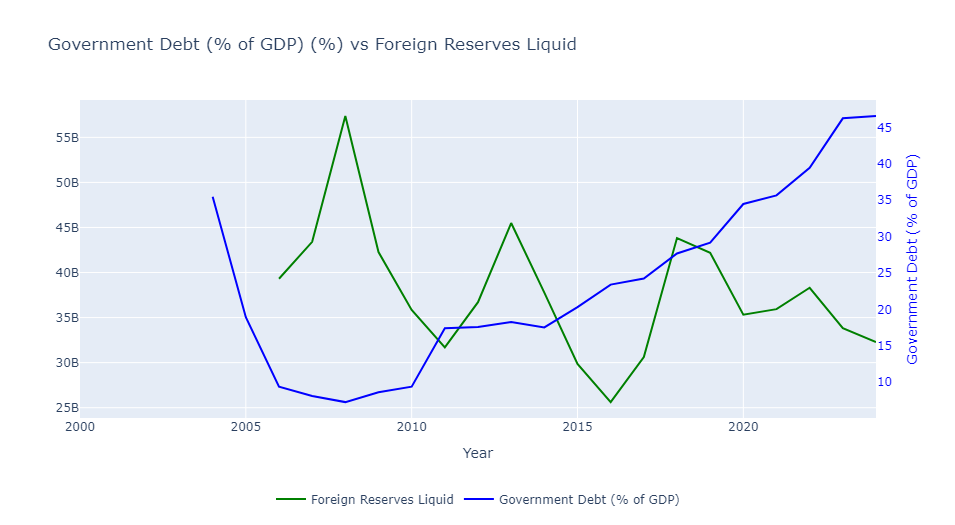 Government Debt (% of GDP) (%) vs Foreign Reserves Liquid
55B
50B
45B
40B
35B
30B
25B
45
40
35
30
25
20
15
10
Government Debt (% of GDP)
2000
2005
2010
2015
2020
Year
Foreign Reserves Liquid
Government Debt (% of GDP)